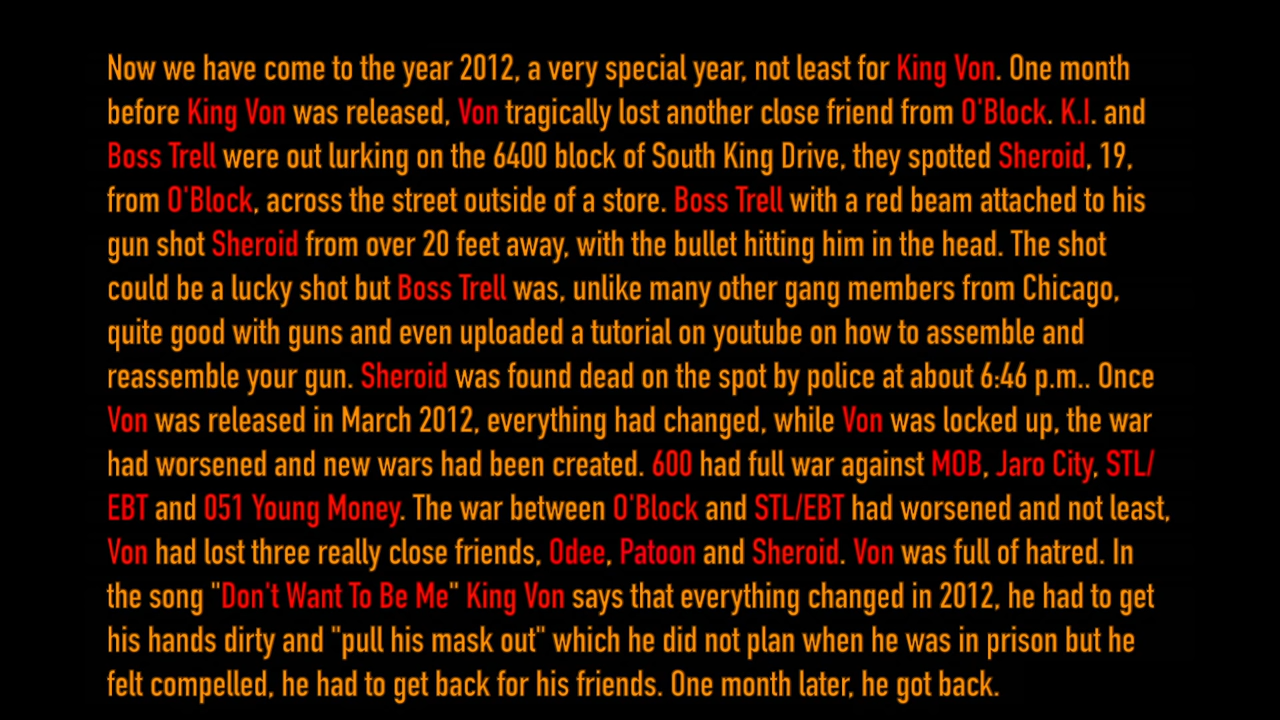 Now we have come to the year 2012, a very special year, not least for King Von. One month
before King Von was released, Von tragically lost another close friend from O'Block. K.I. and
Boss Trell were out lurking on the 6400 block of South King Drive, they spotted Sheroid, 19,
from O'Block, across the street outside of a store. Boss Trell with a red beam attached to his
gun shot Sheroid from over 20 feet away, with the bullet hitting him in the head. The shot
could be a lucky shot but Boss Trell was, unlike many other gang members from Chicago,
quite good with guns and even uploaded a tutorial on youtube on how to assemble and
reassemble your gun. Sheroid was found dead on the spot by police at about 6:46 p.m.. Once
Von was released in March 2012, everything had changed, while Von was locked up, the war
had worsened and new wars had been created. 600 had full war against MOB, Jaro City, STL/
EBT and 051 Young Money. The war between O'Block and STL/EBT had worsened and not least,
Von had lost three really close friends, Odee, Patoon and Sheroid. Von was full of hatred. In
the song "Don't Want To Be Me" King Von says that everything changed in 2012, he had to get
his hands dirty and "pull his mask out" which he did not plan when he was in prison but he
felt compelled, he had to get back for his friends. One month later, he got back.